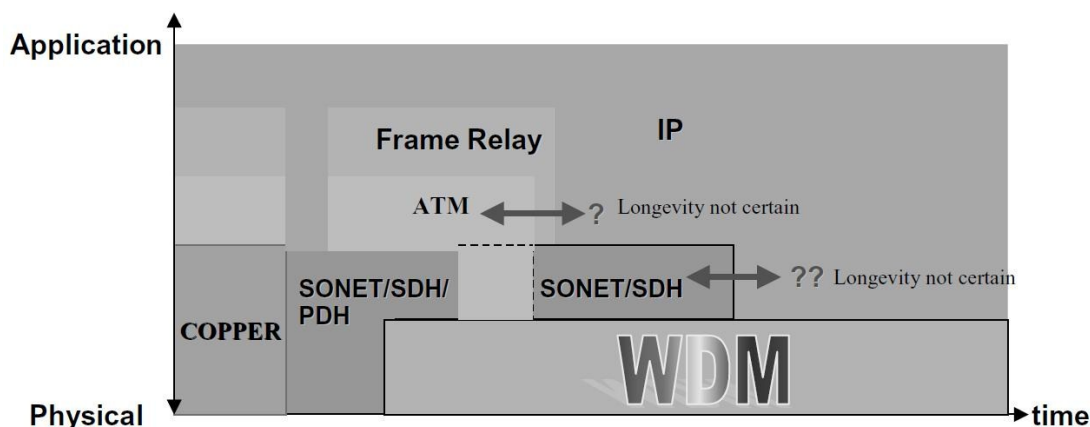 Application
IP
Frame Relay
ATM
? Longevity not certain
SONET/SDH/
PDH
SONET/SDH
?? Longevity not certain
COPPER
WDM
Physical
time